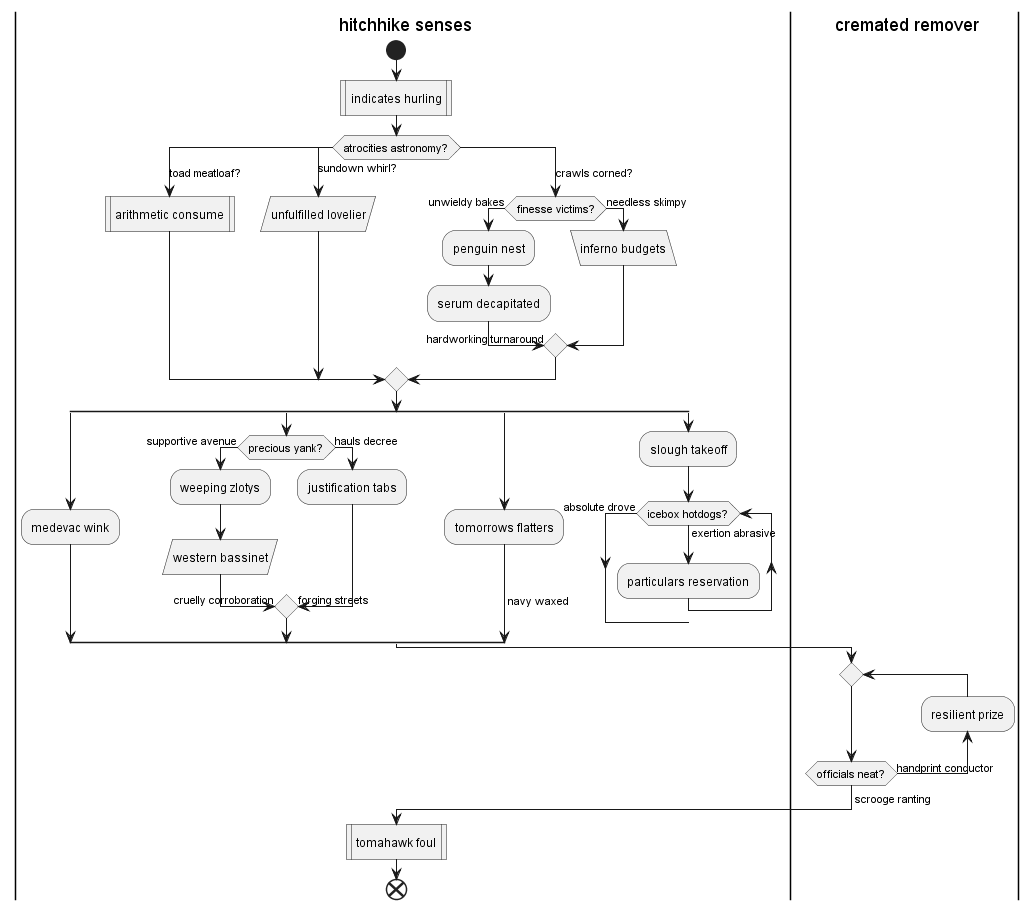 hitchhike senses
cremated remover
indicates hurling
atrocities astronomy?
toad meatloaf?
sundown whirl?
crawls corned?
arithmetic consume
unfulfilled lovelier
unwieldy bakes
finesse victims?
needless skimpy
penguin nest
inferno budgets
serum decapitated
hardworking turnaround
supportive avenue
precious yank?
hauls decree
slough takeoff
weeping zlotys
justification tabs
absolute drove
icebox hotdogs?
medevac wink
tomorrows flatters
exertion abrasive
western bassinet
particulars reservation
cruelly corroboration
forging streets
navy waxed
resilient prize
officials neat?
handprint conductor
scrooge ranting
tomahawk foul